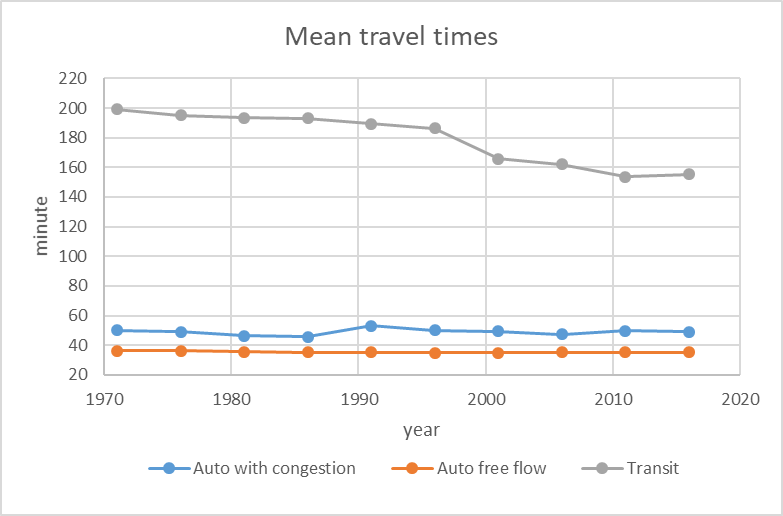 Mean travel times
220
200
180
160
140
120
100
80
60
40
20
minute
1970 1980 1990 2000 2010 2020
year
Auto with congestion Auto free flow Transit